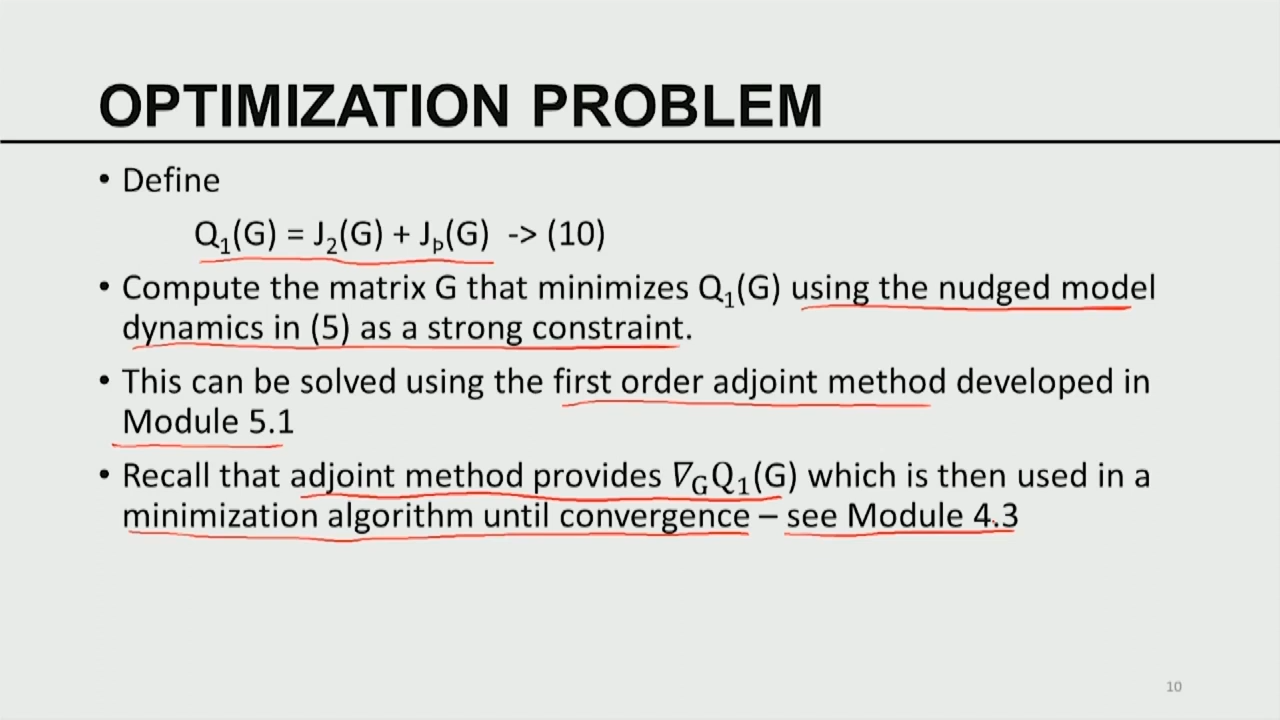 OPTIMIZATION PROBLEM
• Define
Q₁(G) = J₂(G) + Jₚ(G) -> (10)
• Compute the matrix G that minimizes Q₁(G) using the nudged model
dynamics in (5) as a strong constraint.
• This can be solved using the first order adjoint method developed in
Module 5.1
• Recall that adjoint method provides ∇_G Q₁(G) which is then used in a
minimization algorithm until convergence – see Module 4.3
10